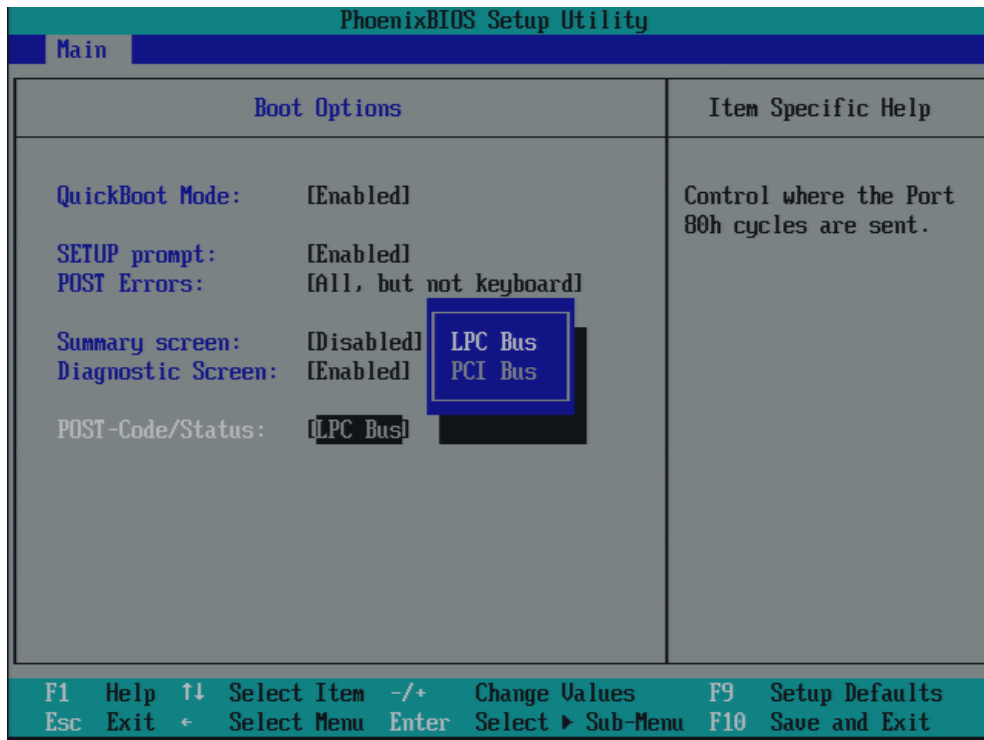 PhoenixBIOS Setup Utility
Main
Boot Options
Item Specific Help
QuickBoot Mode: [Enabled]
SETUP prompt: [Enabled]
POST Errors: [All, but not keyboard]
Summary screen: [Disabled]
Diagnostic Screen: [Enabled]
POST-Code/Status: [LPC Bus]
LPC Bus
PCI Bus
Control where the Port
80h cycles are sent.
F1 Help ↑↓ Select Item -/+ Change Values F9 Setup Defaults
Esc Exit ← Select Menu Enter Select ▶ Sub-Menu F10 Save and Exit